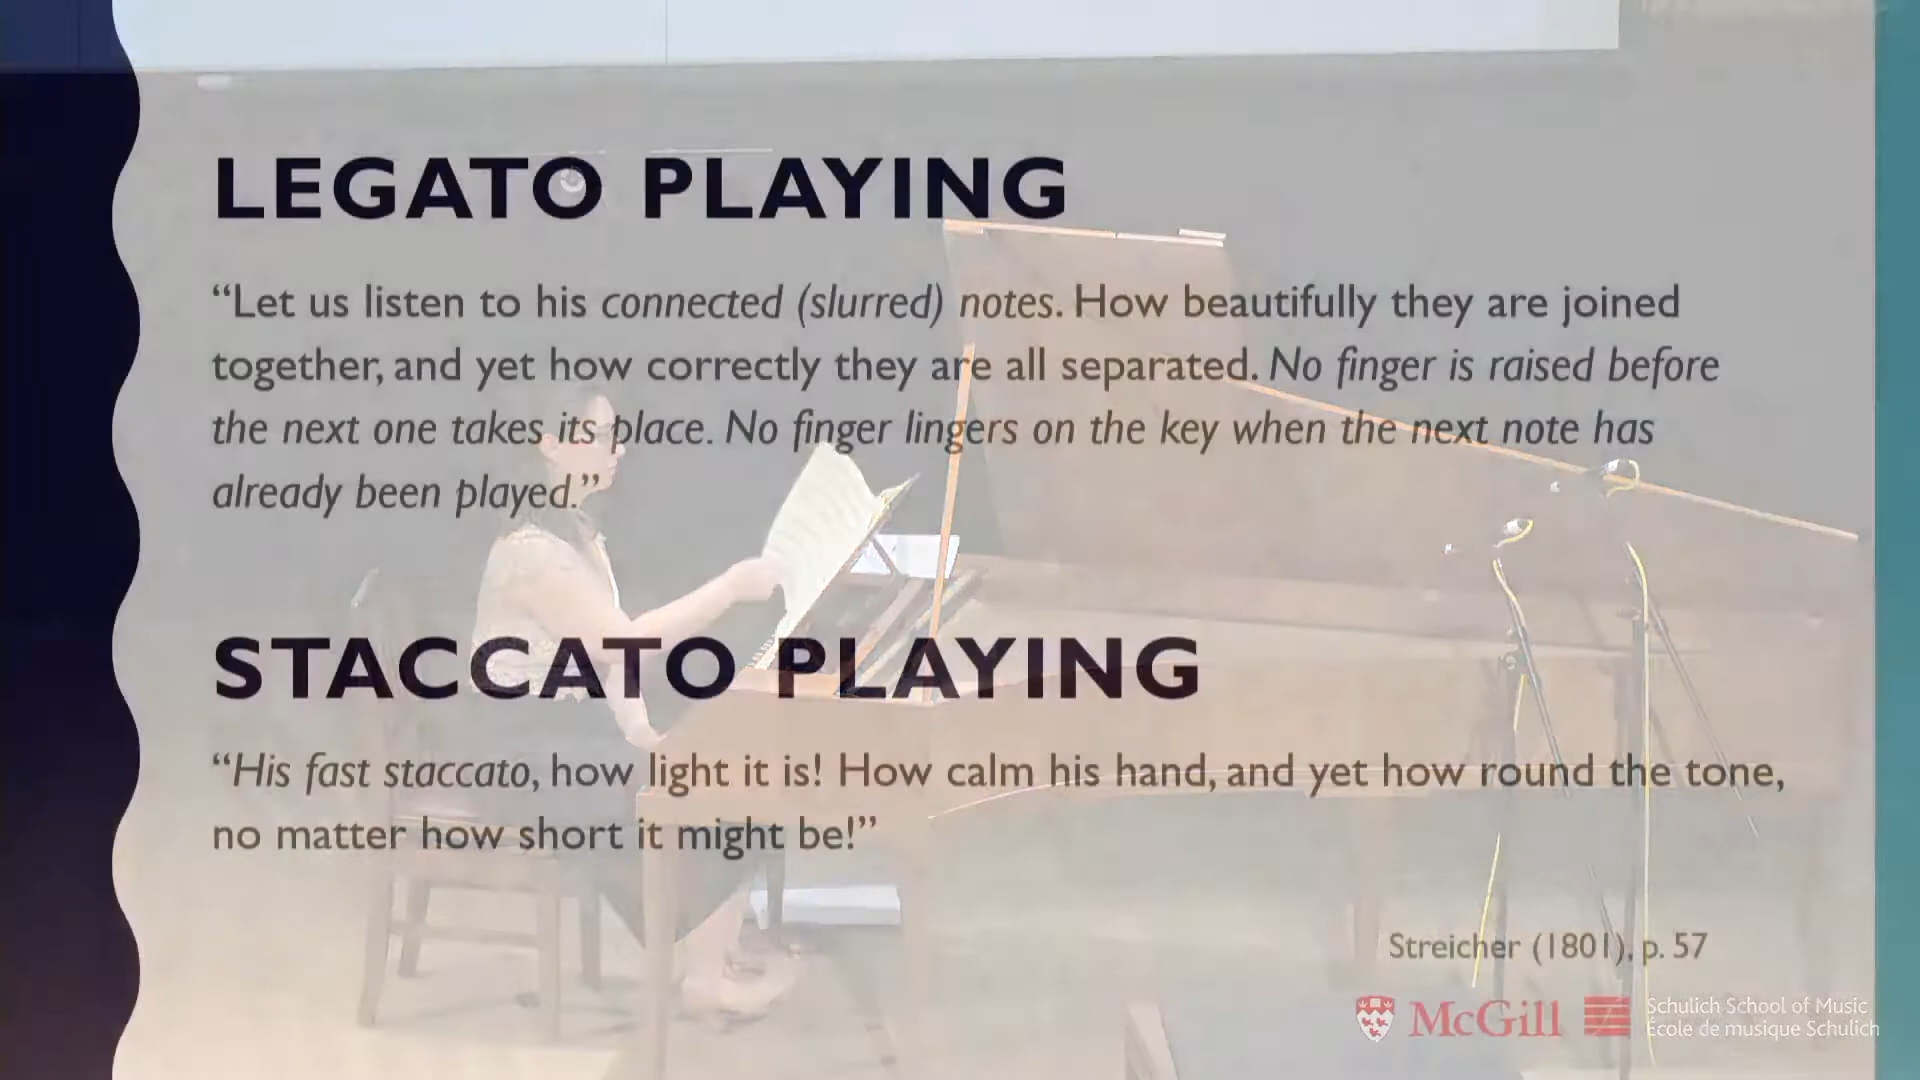 LEGATO PLAYING
“Let us listen to his connected (slurred) notes. How beautifully they are joined
together, and yet how correctly they are all separated. No finger is raised before
the next one takes its place. No finger lingers on the key when the next note has
already been played.”
STACCATO PLAYING
“His fast staccato, how light it is! How calm his hand, and yet how round the tone,
no matter how short it might be!”
Streicher (1801), p. 57
McGill
Schulich School of Music
École de musique Schulich